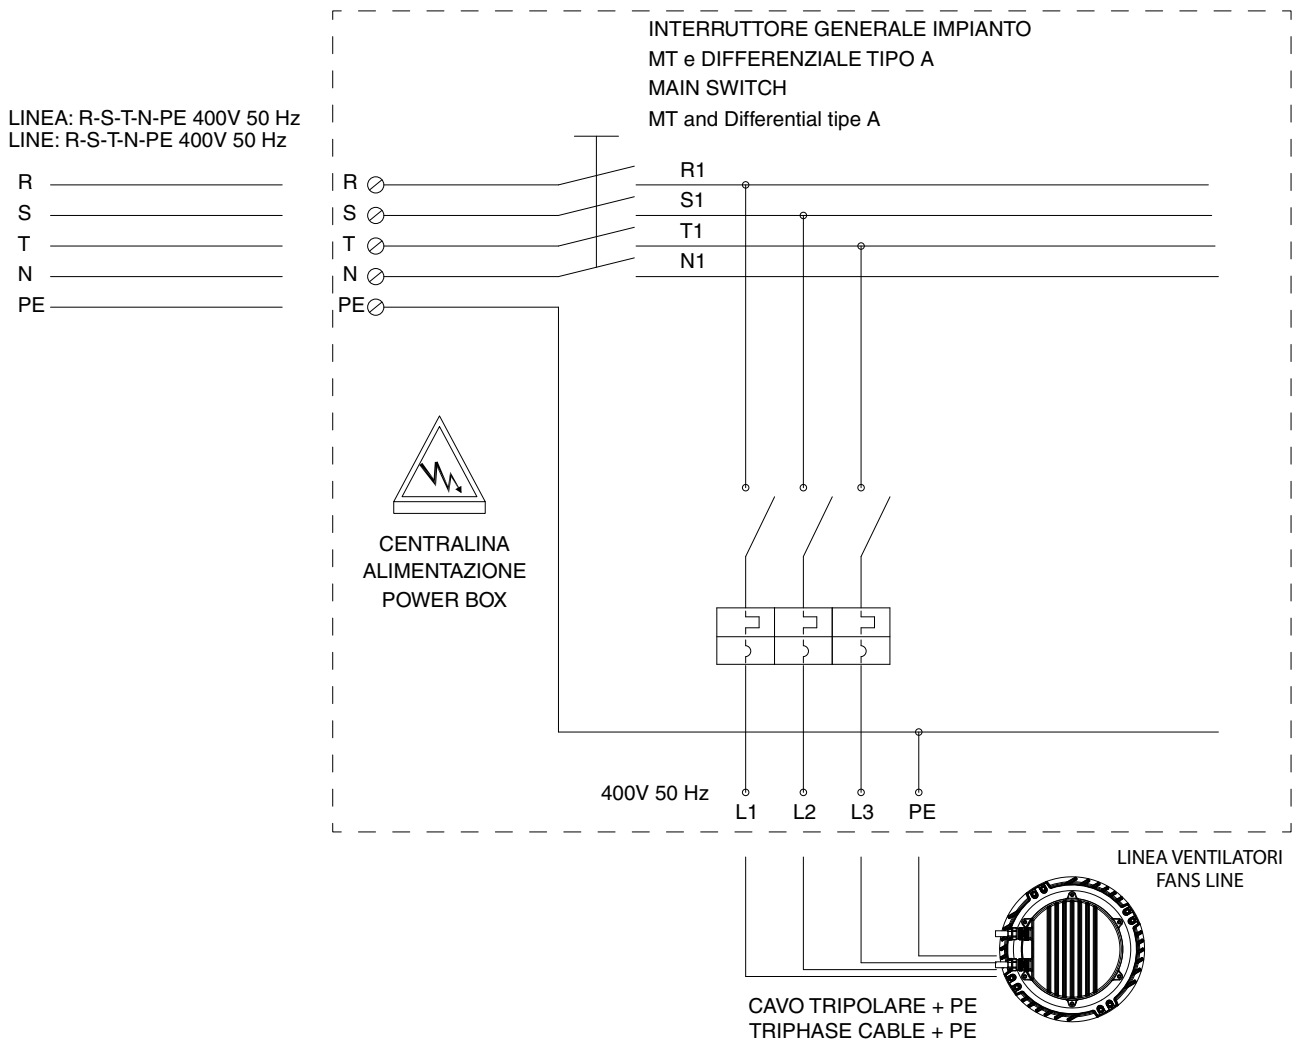 INTERRUTTORE GENERALE IMPIANTO
MT e DIFFERENZIALE TIPO A
MAIN SWITCH
MT and Differential tipe A
LINEA: R-S-T-N-PE 400V 50 Hz
LINE: R-S-T-N-PE 400V 50 Hz
R R R1
S S S1
T T T1
N N N1
PE PE
CENTRALINA
ALIMENTAZIONE
POWER BOX
400V 50 Hz
L1 L2 L3 PE
LINEA VENTILATORI
FANS LINE
CAVO TRIPOLARE + PE
TRIPHASE CABLE + PE